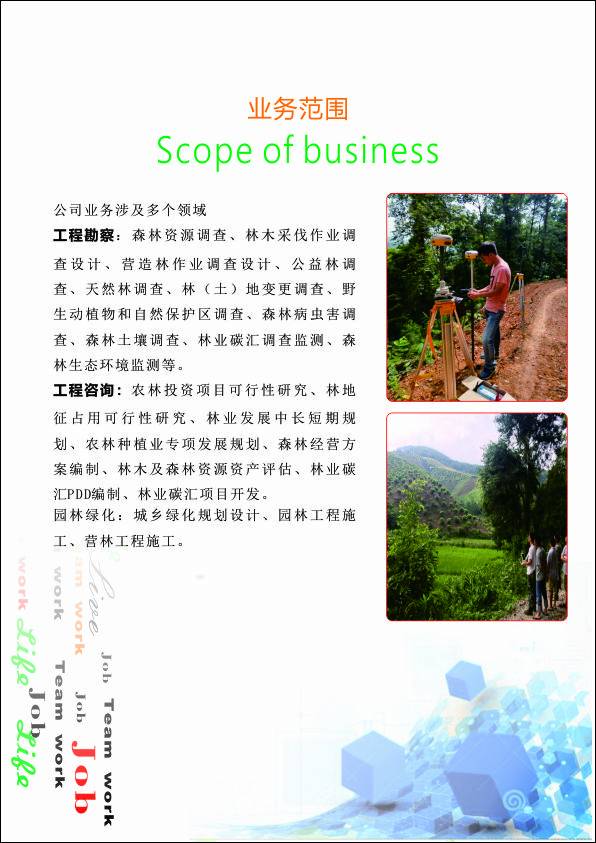 业务范围
Scope of business
公司业务涉及多个领域
工程勘察：森林资源调查、林木采伐作业调
查设计、营造林作业调查设计、公益林调
查、天然林调查、林（土）地变更调查、野
生动植物和自然保护区调查、森林病虫害调
查、森林土壤调查、林业碳汇调查监测、森
林生态环境监测等。
工程咨询：农林投资项目可行性研究、林地
征占用可行性研究、林业发展中长短期规
划、农林种植业专项发展规划、森林经营方
案编制、林木及森林资源资产评估、林业碳
汇PDD编制、林业碳汇项目开发。
园林绿化：城乡绿化规划设计、园林工程施
工、营林工程施工。
work
Life
Life
Job
work
Team work
am work
Job
Job
Live
Job
Team work